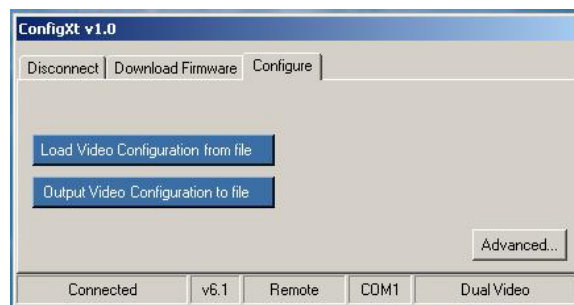 ConfigXt v1.0
Disconnect Download Firmware Configure
Load Video Configuration from file
Output Video Configuration to file
Advanced...
Connected v6.1 Remote COM1 Dual Video